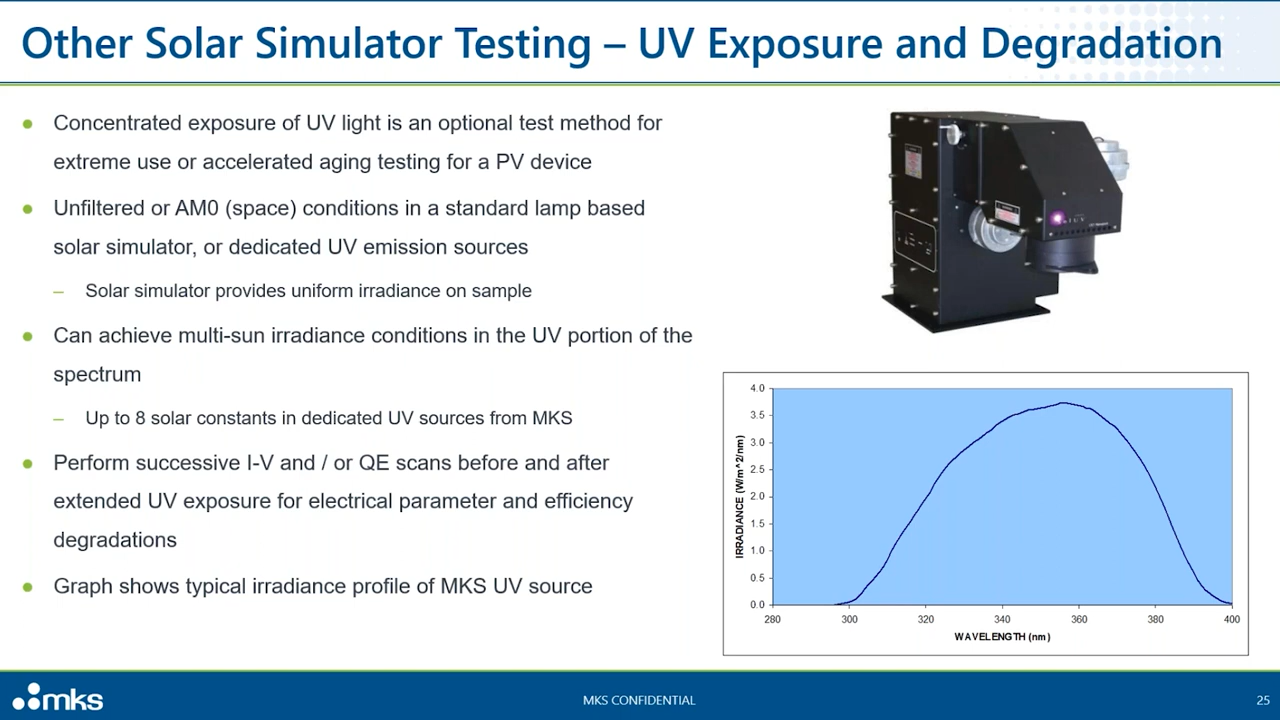 Other Solar Simulator Testing – UV Exposure and Degradation
● Concentrated exposure of UV light is an optional test method for
extreme use or accelerated aging testing for a PV device
● Unfiltered or AM0 (space) conditions in a standard lamp based
solar simulator, or dedicated UV emission sources
– Solar simulator provides uniform irradiance on sample
● Can achieve multi-sun irradiance conditions in the UV portion of the
spectrum
– Up to 8 solar constants in dedicated UV sources from MKS
● Perform successive I-V and / or QE scans before and after
extended UV exposure for electrical parameter and efficiency
degradations
● Graph shows typical irradiance profile of MKS UV source
IRRADIANCE (W/m^2/nm)
4.0
3.5
3.0
2.5
2.0
1.5
1.0
0.5
0.0
280 300 320 340 360 380 400
WAVELENGTH (nm)
mks
MKS CONFIDENTIAL
25